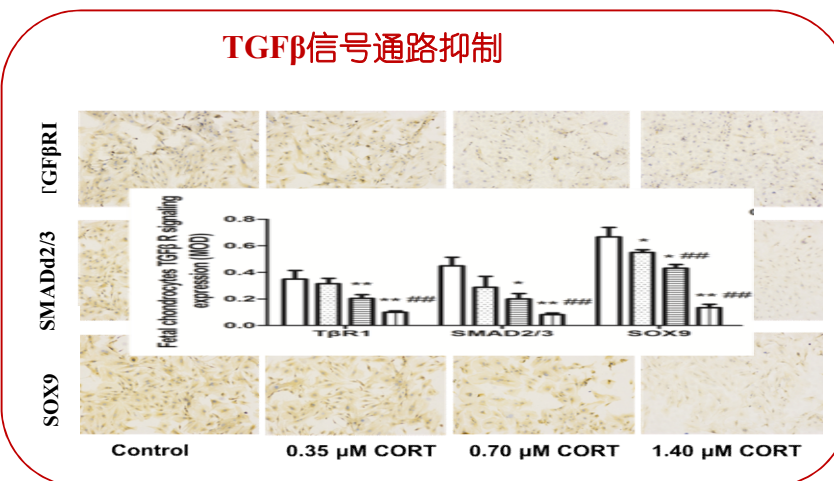 TGFβ信号通路抑制
[GFβRI
SMADd2/3
SOX9
Fetal chondrocytes TGFβ R signaling
expression (MOD)
0.8
0.6
0.4
0.2
0.0
** ** ##
* ** ##
* * ## ** ##
TβR1 SMAD2/3 SOX9
Control 0.35 μM CORT 0.70 μM CORT 1.40 μM CORT